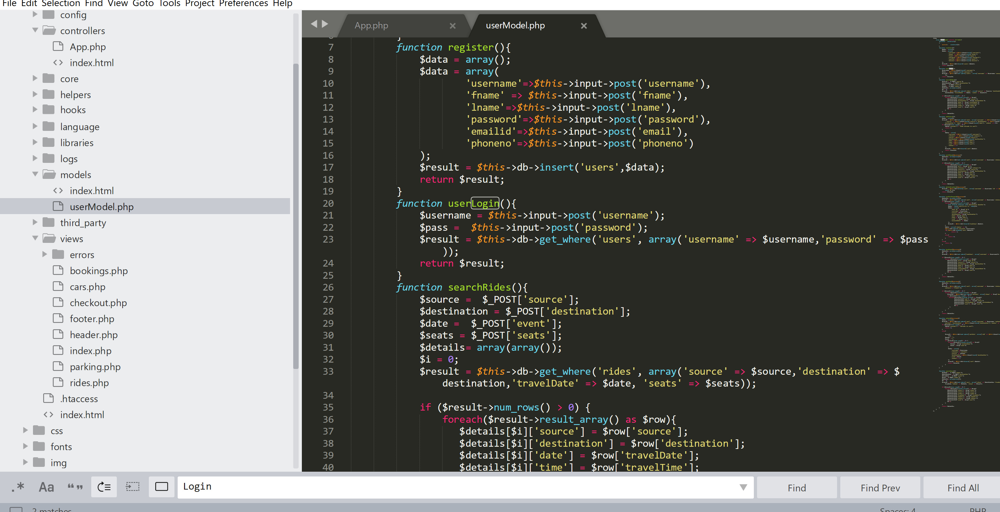 File Edit Selection Find View Goto Tools Project Preferences Help
config
controllers
App.php
index.html
core
helpers
hooks
language
libraries
logs
models
index.html
userModel.php
third_party
views
errors
bookings.php
cars.php
checkout.php
footer.php
header.php
index.php
parking.php
rides.php
.htaccess
index.html
css
fonts
img
App.php
userModel.php
}
7 function register(){
8 $data = array();
9 $data = array(
10 'username'=>$this->input->post('username'),
11 'fname' => $this->input->post('fname'),
12 'lname'=>$this->input->post('lname'),
13 'password'=>$this->input->post('password'),
14 'emailid'=>$this->input->post('email'),
15 'phoneno'=>$this->input->post('phoneno')
16 );
17 $result = $this->db->insert('users',$data);
18 return $result;
19 }
20 function userLogin(){
21 $username = $this->input->post('username');
22 $pass =  $this->input->post('password');
23 $result = $this->db->get_where('users', array('username' => $username,'password' => $pass
));
24 return $result;
25 }
26 function searchRides(){
27 $source =  $_POST['source'];
28 $destination = $_POST['destination'];
29 $date =  $_POST['event'];
30 $seats = $_POST['seats'];
31 $details= array(array());
32 $i = 0;
33 $result = $this->db->get_where('rides', array('source' => $source,'destination' => $
destination,'travelDate' => $date, 'seats' => $seats));
34
35 if ($result->num_rows() > 0) {
36 foreach($result->result_array() as $row){
37 $details[$i]['source'] = $row['source'];
38 $details[$i]['destination'] = $row['destination'];
39 $details[$i]['date'] = $row['travelDate'];
40 $details[$i]['time'] = $row['travelTime'];
.* Aa “” Login Find Find Prev Find All
2 matches Spaces: 4 PHP